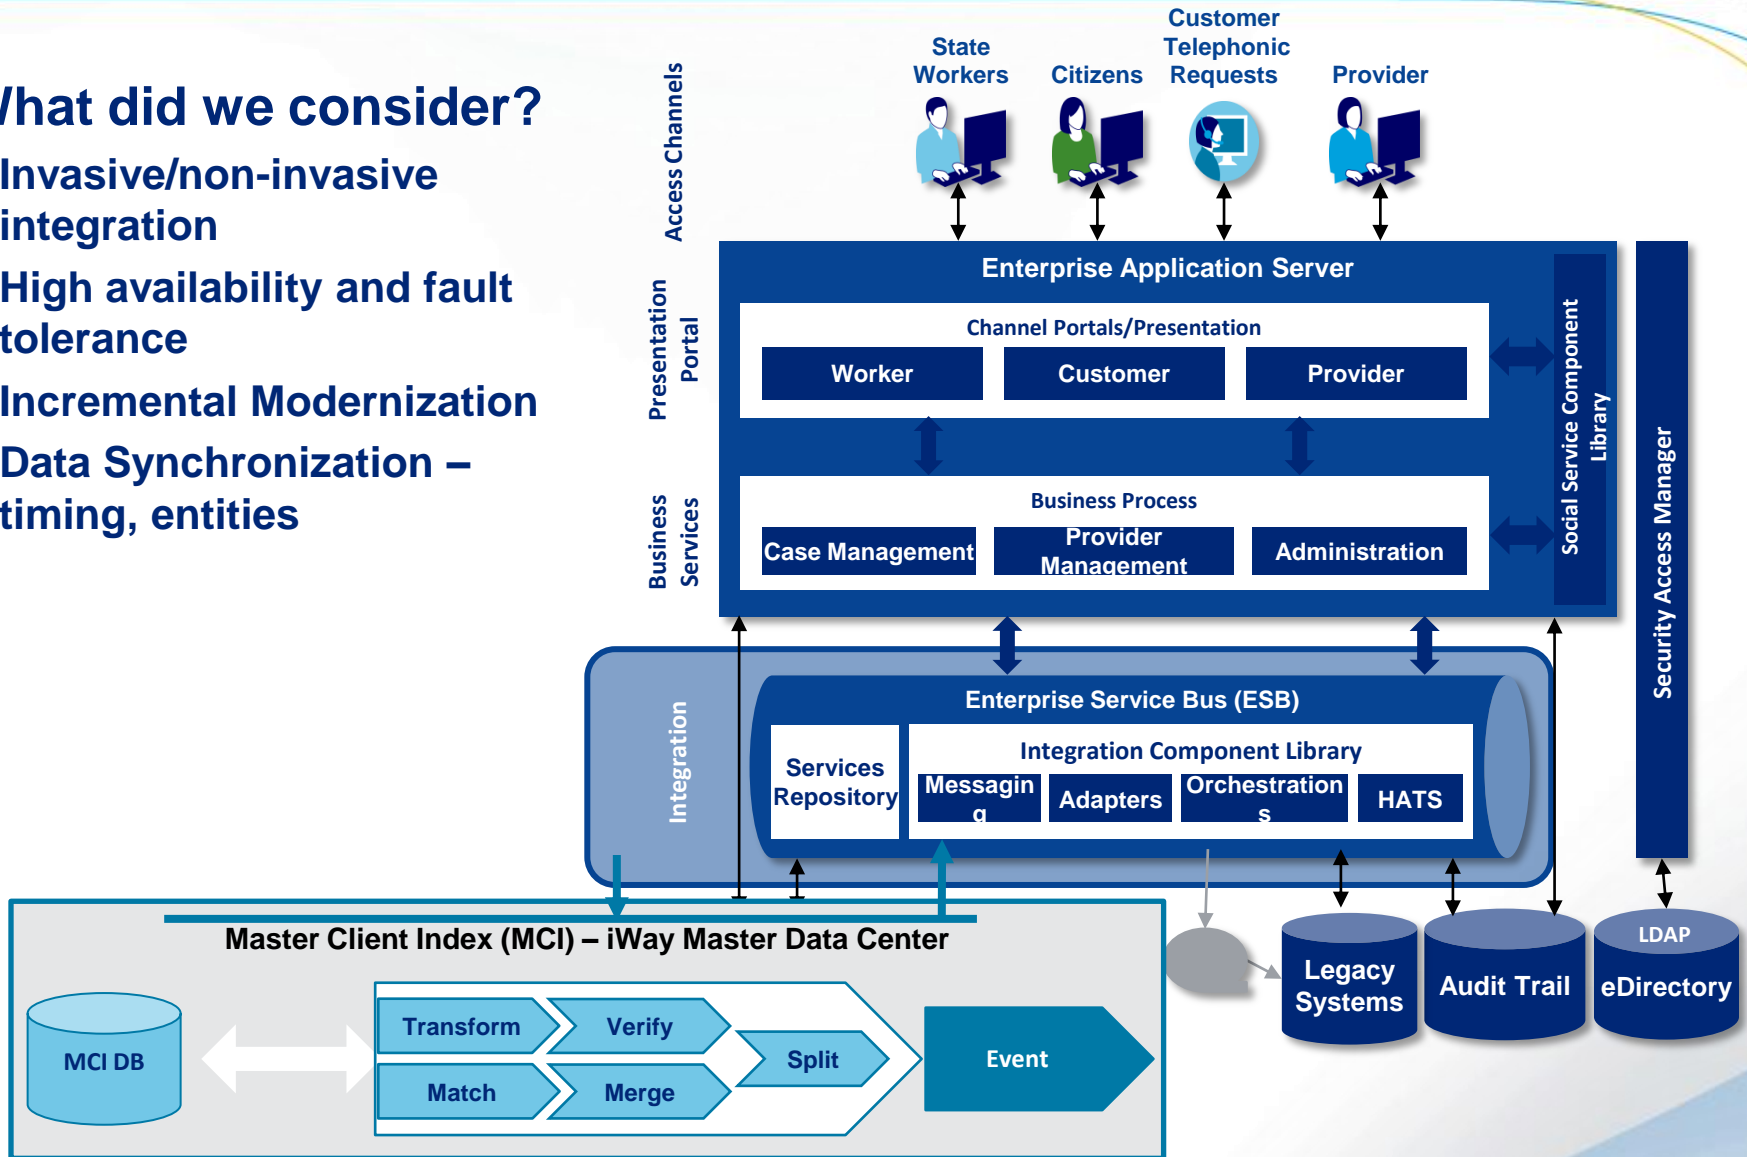 What did we consider?
Invasive/non-invasive
integration
High availability and fault
tolerance
Incremental Modernization
Data Synchronization –
timing, entities
Access Channels
State
Workers
Citizens
Customer
Telephonic
Requests
Provider
Presentation
Portal
Enterprise Application Server
Channel Portals/Presentation
Worker
Customer
Provider
Business
Services
Business Process
Case Management
Provider
Management
Administration
Social Service Component
Library
Security Access Manager
Integration
Enterprise Service Bus (ESB)
Services
Repository
Integration Component Library
Messagin
g
Adapters
Orchestration
s
HATS
Master Client Index (MCI) – iWay Master Data Center
MCI DB
Transform
Verify
Match
Merge
Split
Event
Legacy
Systems
Audit Trail
LDAP
eDirectory